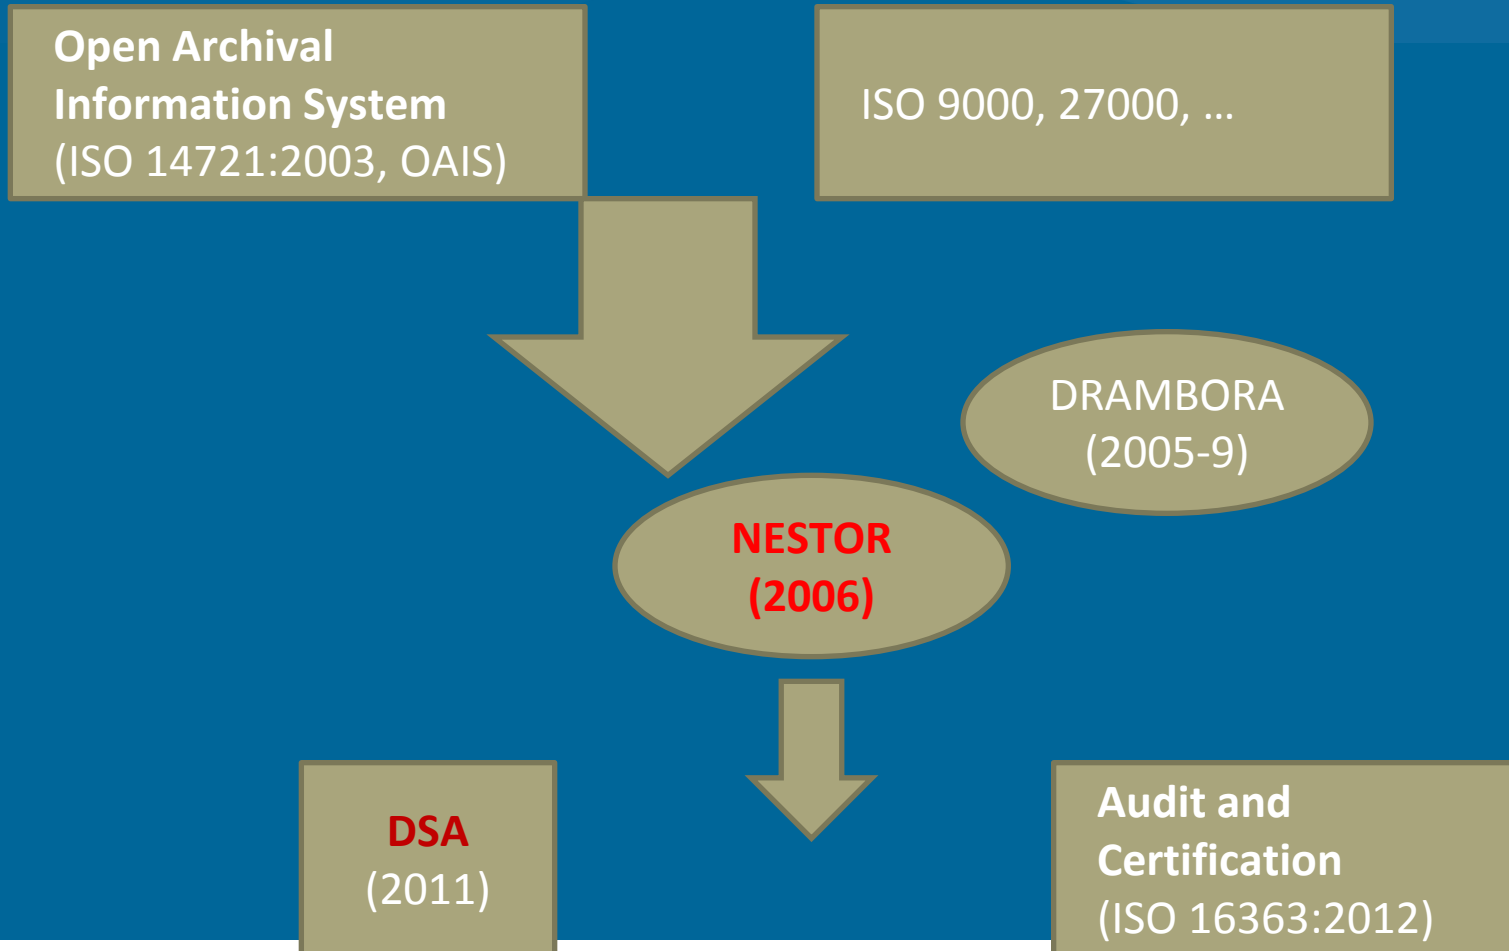 Open Archival
Information System
(ISO 14721:2003, OAIS)
ISO 9000, 27000, ...
DRAMBORA
(2005-9)
NESTOR
(2006)
DSA
(2011)
Audit and
Certification
(ISO 16363:2012)